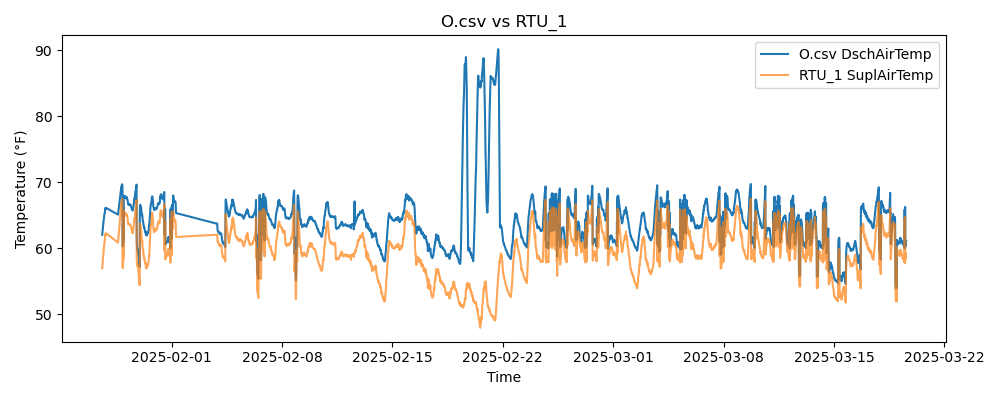 O.csv vs RTU_1
O.csv DschAirTemp
RTU_1 SuplAirTemp
Temperature (°F)
90
80
70
60
50
2025-02-01
2025-02-08
2025-02-15
2025-02-22
2025-03-01
2025-03-08
2025-03-15
2025-03-22
Time